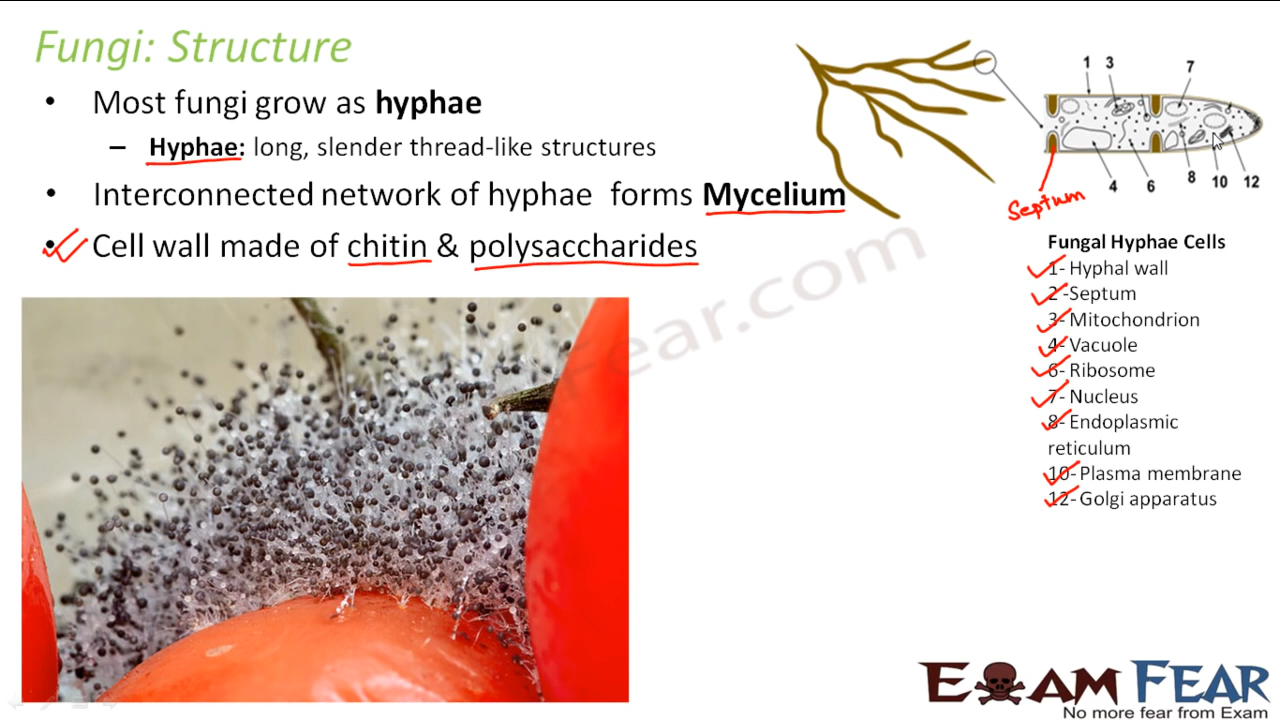 Fungi: Structure
• Most fungi grow as hyphae
– Hyphae: long, slender thread-like structures
• Interconnected network of hyphae forms Mycelium
• Cell wall made of chitin & polysaccharides
1 3 7
4 6 8 10 12
Septum
Fungal Hyphae Cells
1- Hyphal wall
2 -Septum
3- Mitochondrion
4- Vacuole
6- Ribosome
7- Nucleus
8- Endoplasmic
reticulum
10- Plasma membrane
12- Golgi apparatus
Fear.com
EXAM FEAR
No more fear from Exam